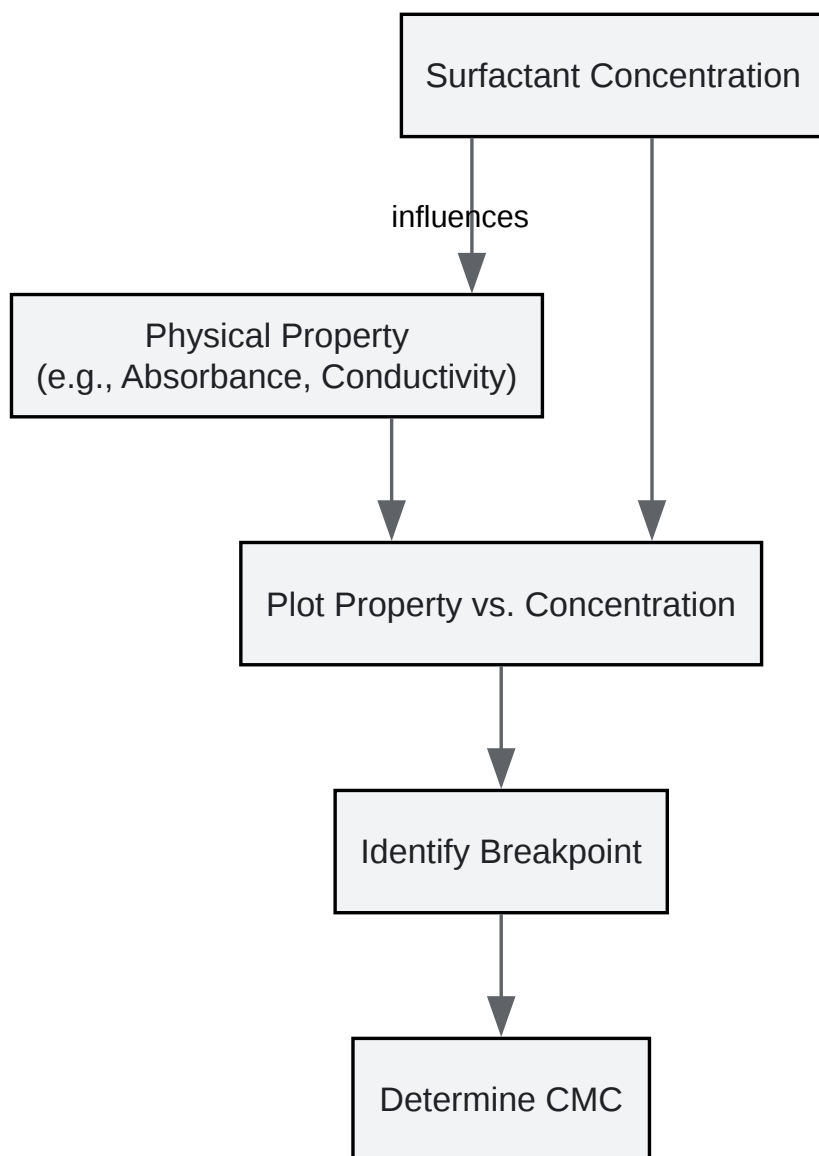 Surfactant Concentration
influences
Physical Property
(e.g., Absorbance, Conductivity)
Plot Property vs. Concentration
Identify Breakpoint
Determine CMC